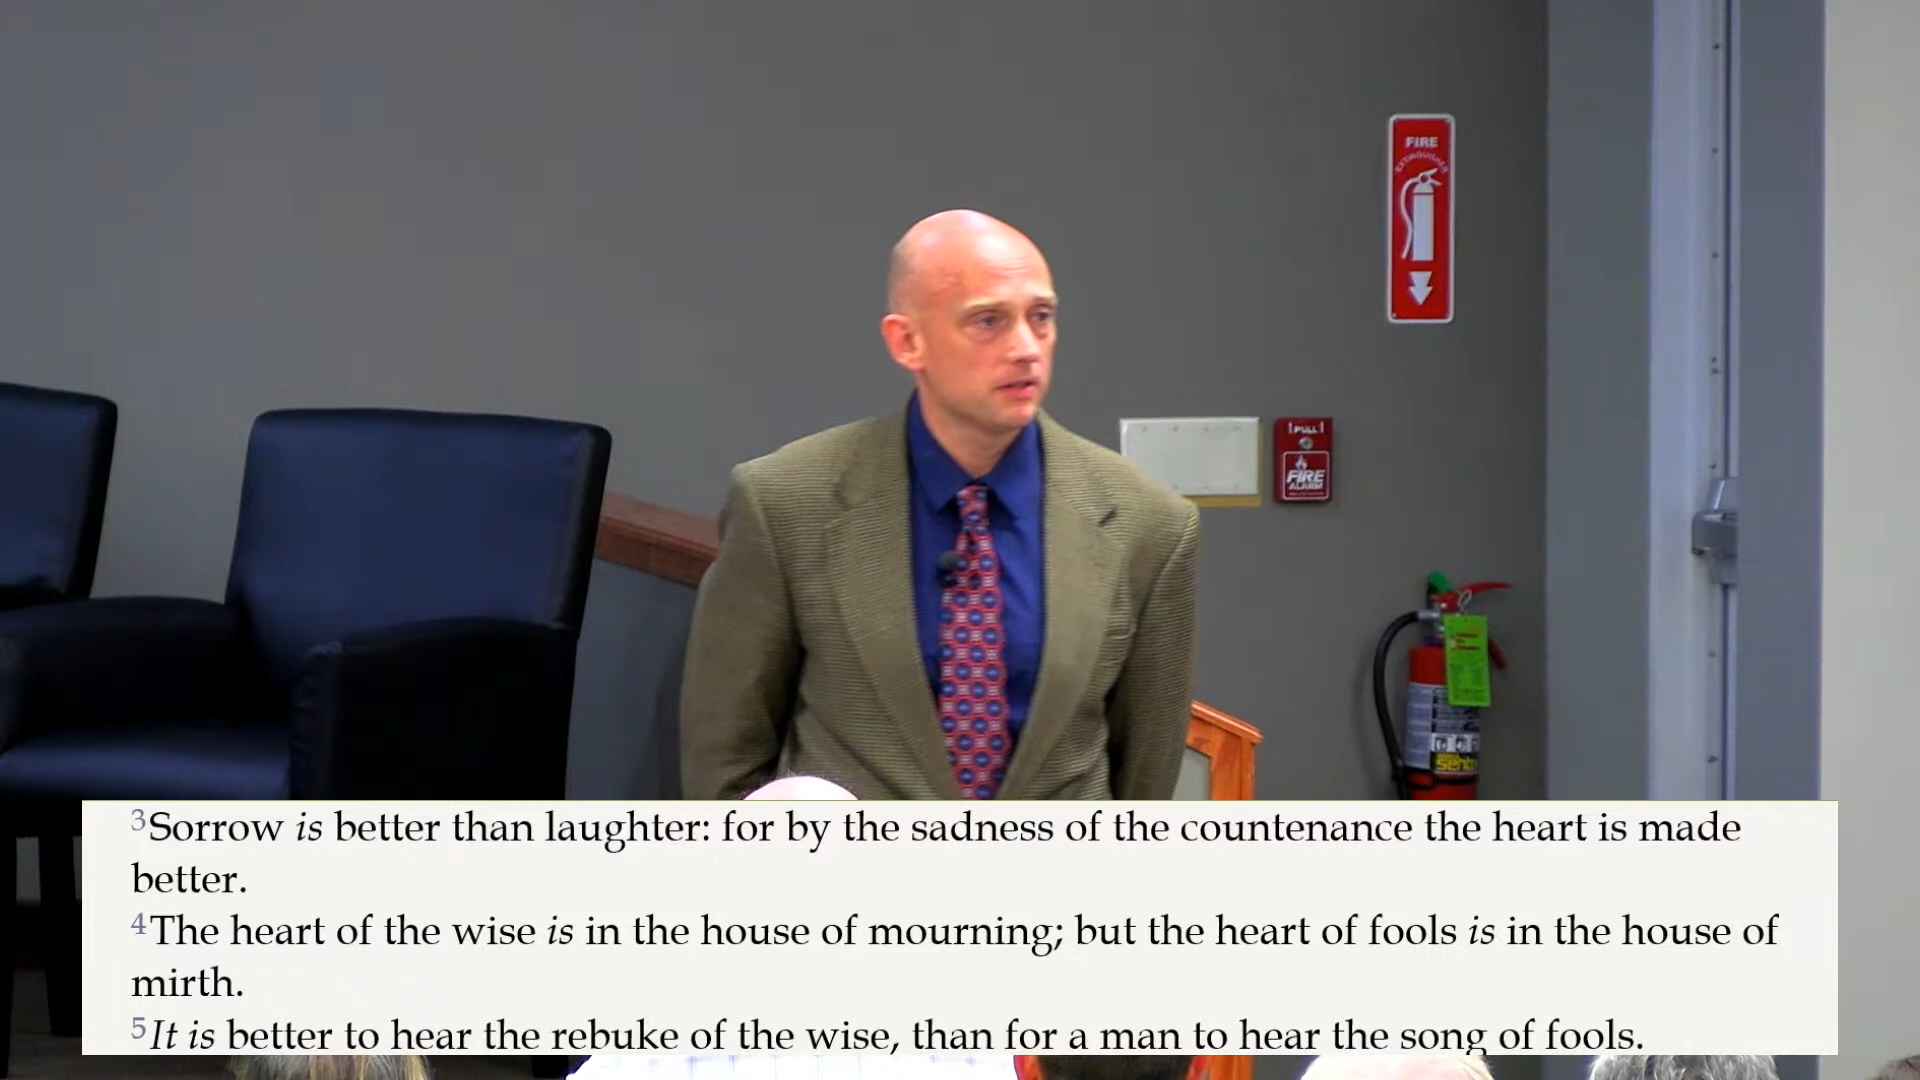 FIRE
EXTINGUISHER
PULL
FIRE
ALARM
sentry
3Sorrow is better than laughter: for by the sadness of the countenance the heart is made
better.
4The heart of the wise is in the house of mourning; but the heart of fools is in the house of
mirth.
5It is better to hear the rebuke of the wise, than for a man to hear the song of fools.